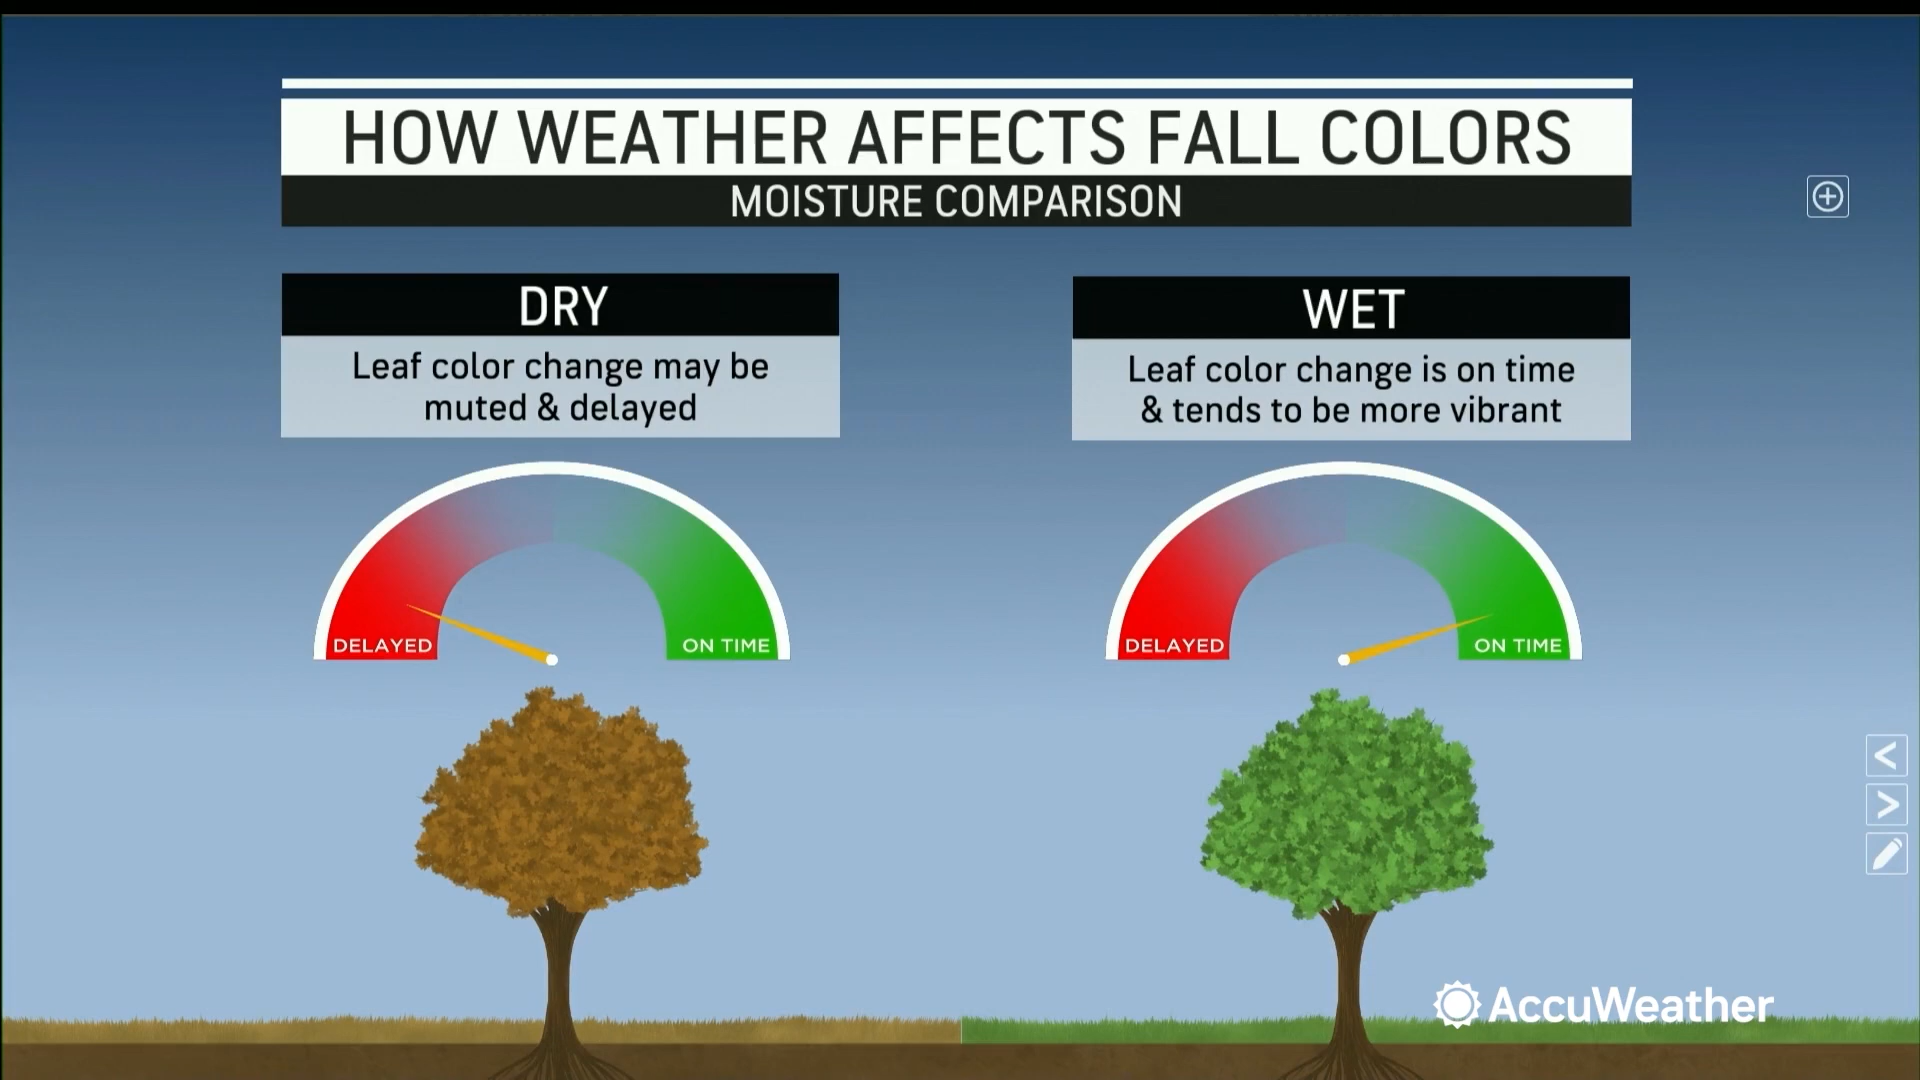 HOW WEATHER AFFECTS FALL COLORS
MOISTURE COMPARISON
DRY
Leaf color change may be
muted & delayed
WET
Leaf color change is on time
& tends to be more vibrant
DELAYED
ON TIME
DELAYED
ON TIME
AccuWeather